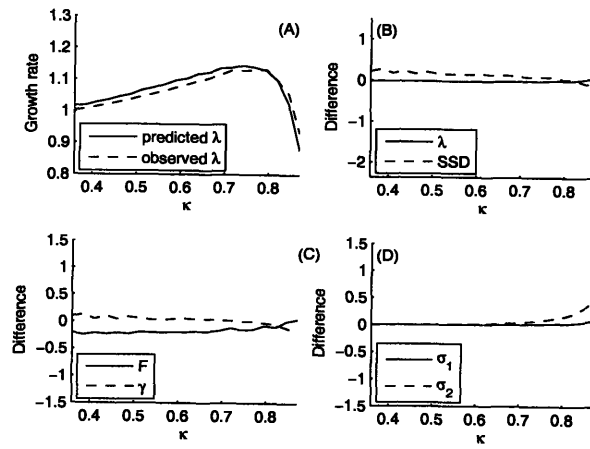 (A)
Growth rate
1.3
1.2
1.1
1
0.9
0.8
predicted λ
observed λ
0.4 0.5 0.6 0.7 0.8
κ
(B)
Difference
1
0
-1
-2
λ
SSD
0.4 0.5 0.6 0.7 0.8
κ
(C)
Difference
1.5
1
0.5
0
-0.5
-1
-1.5
F
γ
0.4 0.5 0.6 0.7 0.8
κ
(D)
Difference
1.5
1
0.5
0
-0.5
-1
-1.5
σ1
σ2
0.4 0.5 0.6 0.7 0.8
κ